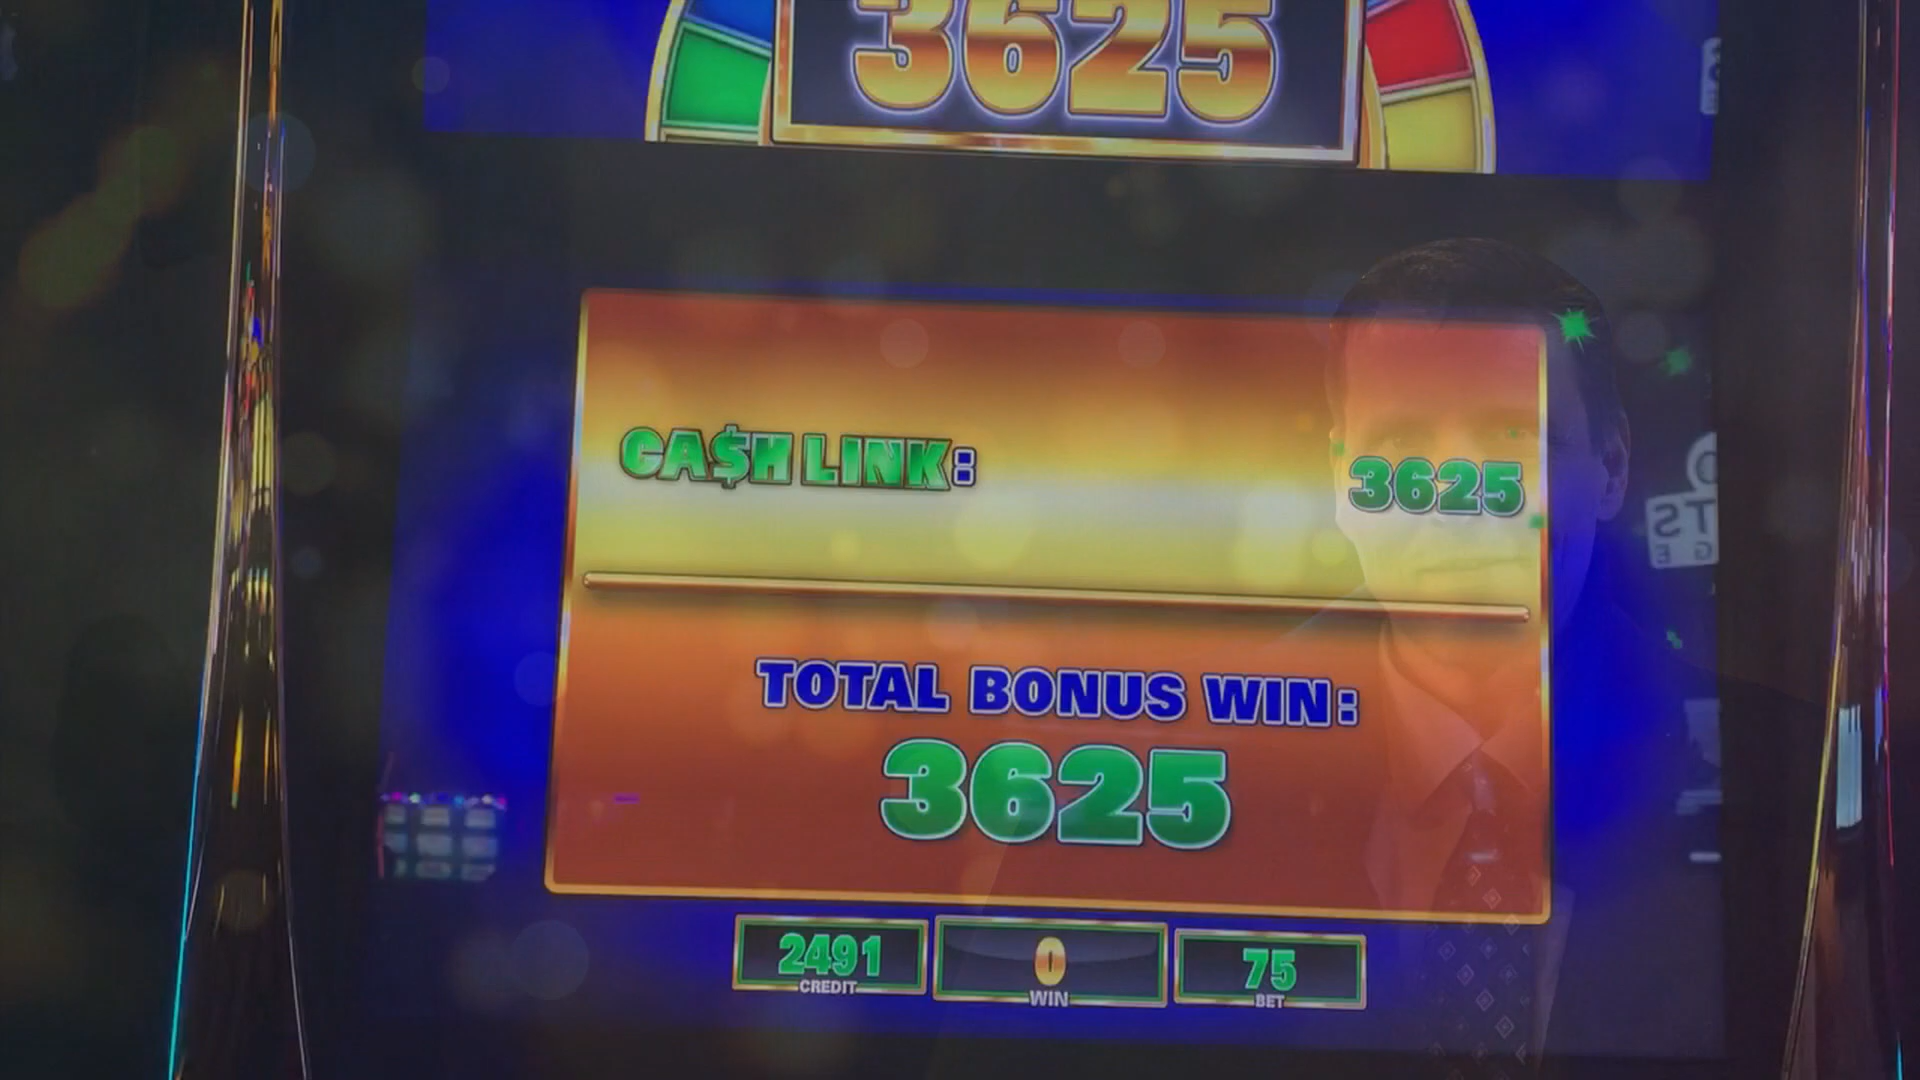 3625
CA$H LINK: 3625
TOTAL BONUS WIN:
3625
2491 0 75
CREDIT WIN BET